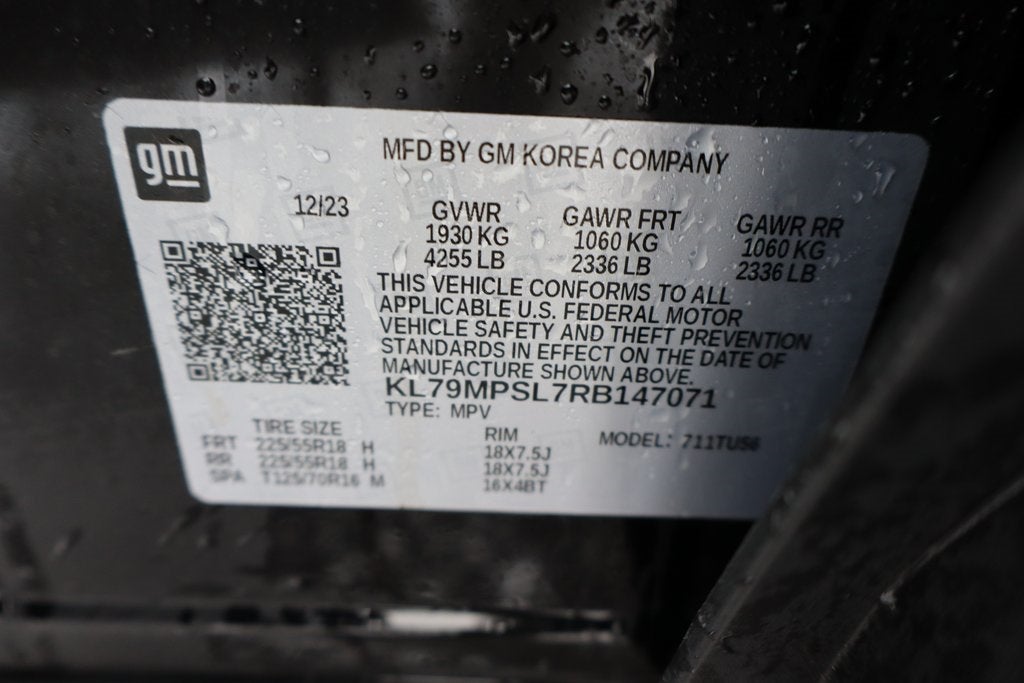 gm
MFD BY GM KOREA COMPANY
12/23
GVWR
1930 KG
4255 LB
GAWR FRT
1060 KG
2336 LB
GAWR RR
1060 KG
2336 LB
THIS VEHICLE CONFORMS TO ALL
APPLICABLE U.S. FEDERAL MOTOR
VEHICLE SAFETY AND THEFT PREVENTION
STANDARDS IN EFFECT ON THE DATE OF
MANUFACTURE SHOWN ABOVE.
KL79MPSL7RB147071
TYPE: MPV
TIRE SIZE
FRT 225/55R18 H
RR 225/55R18 H
SPA T125/70R16 M
RIM
18X7.5J
18X7.5J
16X4BT
MODEL: 711TU56